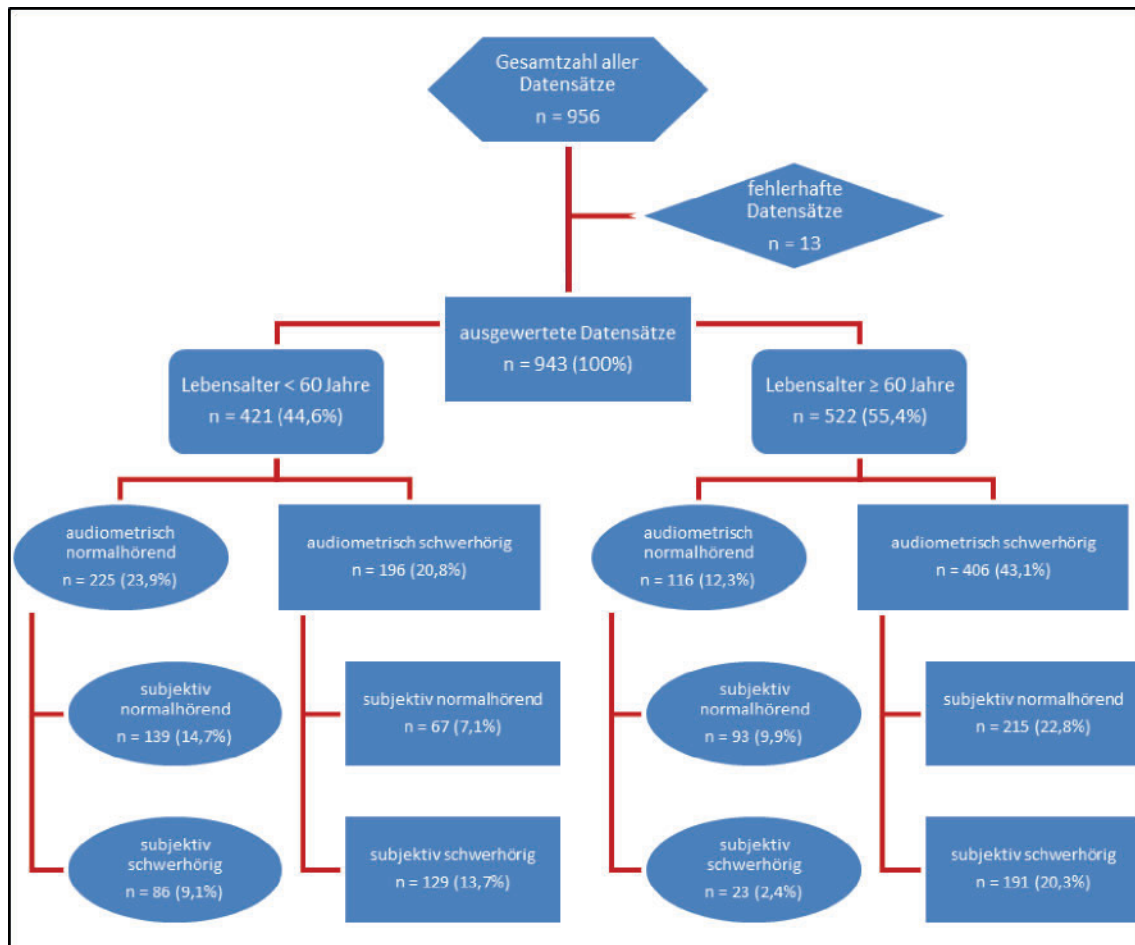 Gesamtzahl aller
Datensätze
n = 956
fehlerhafte
Datensätze
n = 13
ausgewertete Datensätze
n = 943 (100%)
Lebensalter < 60 Jahre
n = 421 (44,6%)
Lebensalter ≥ 60 Jahre
n = 522 (55,4%)
audiometrisch
normalhörend
n = 225 (23,9%)
audiometrisch schwerhörig
n = 196 (20,8%)
audiometrisch
normalhörend
n = 116 (12,3%)
audiometrisch schwerhörig
n = 406 (43,1%)
subjektiv
normalhörend
n = 139 (14,7%)
subjektiv normalhörend
n = 67 (7,1%)
subjektiv
normalhörend
n = 93 (9,9%)
subjektiv normalhörend
n = 215 (22,8%)
subjektiv
schwerhörig
n = 86 (9,1%)
subjektiv schwerhörig
n = 129 (13,7%)
subjektiv
schwerhörig
n = 23 (2,4%)
subjektiv schwerhörig
n = 191 (20,3%)